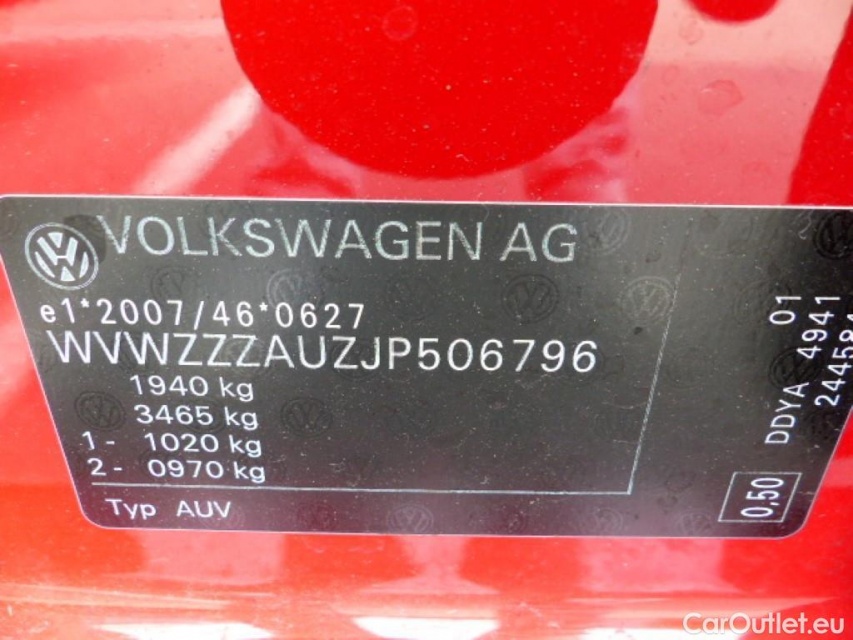 VOLKSWAGEN AG
e1*2007/46*0627
WVWZZZAUZJP506796
1940 kg
3465 kg
1- 1020 kg
2- 0970 kg
Typ AUV
01
DDYA 4941
0,50
CarOutlet.eu